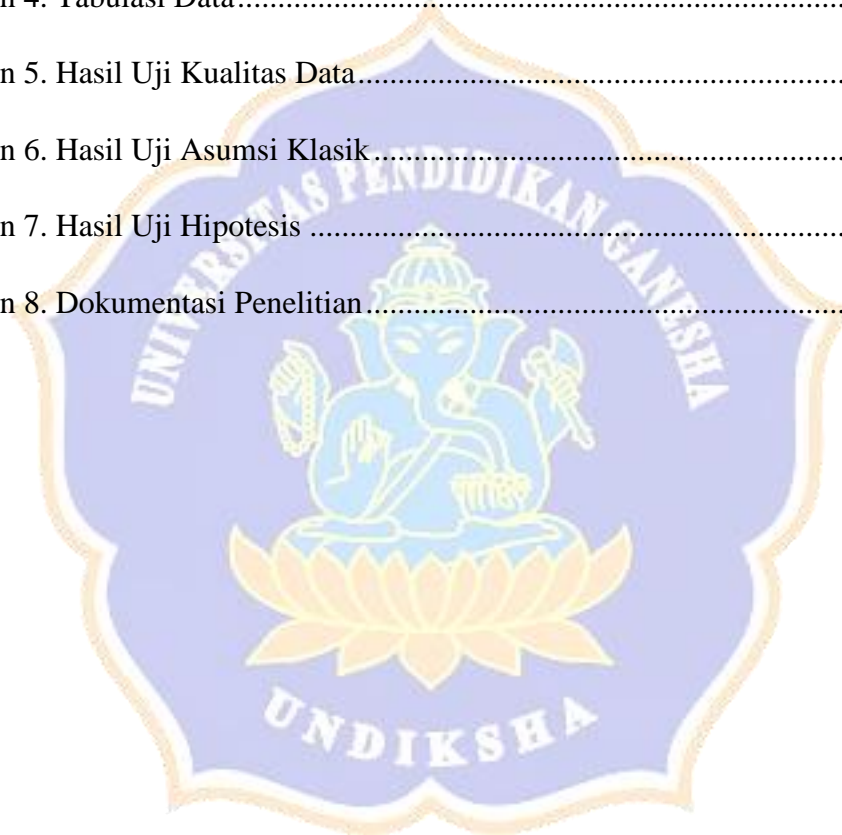 n 4. Tabulasi Data..............................................................................
n 5. Hasil Uji Kualitas Data...............................................................
n 6. Hasil Uji Asumsi Klasik.............................................................
n 7. Hasil Uji Hipotesis .....................................................................
n 8. Dokumentasi Penelitian..............................................................
UNIVERSITAS PENDIDIKAN GANESHA
UNDIKSHA